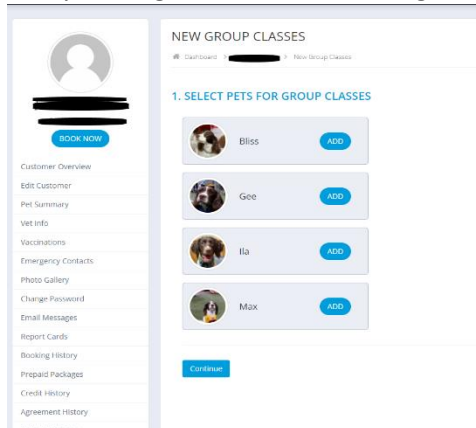 NEW GROUP CLASSES
Dashboard > > New Group Classes
1. SELECT PETS FOR GROUP CLASSES
BOOK NOW
Customer Overview
Edit Customer
Pet Summary
Vet Info
Vaccinations
Emergency Contacts
Photo Gallery
Change Password
Email Messages
Report Cards
Booking History
Prepaid Packages
Credit History
Agreement History
Bliss ADD
Gee ADD
Ila ADD
Max ADD
Continue